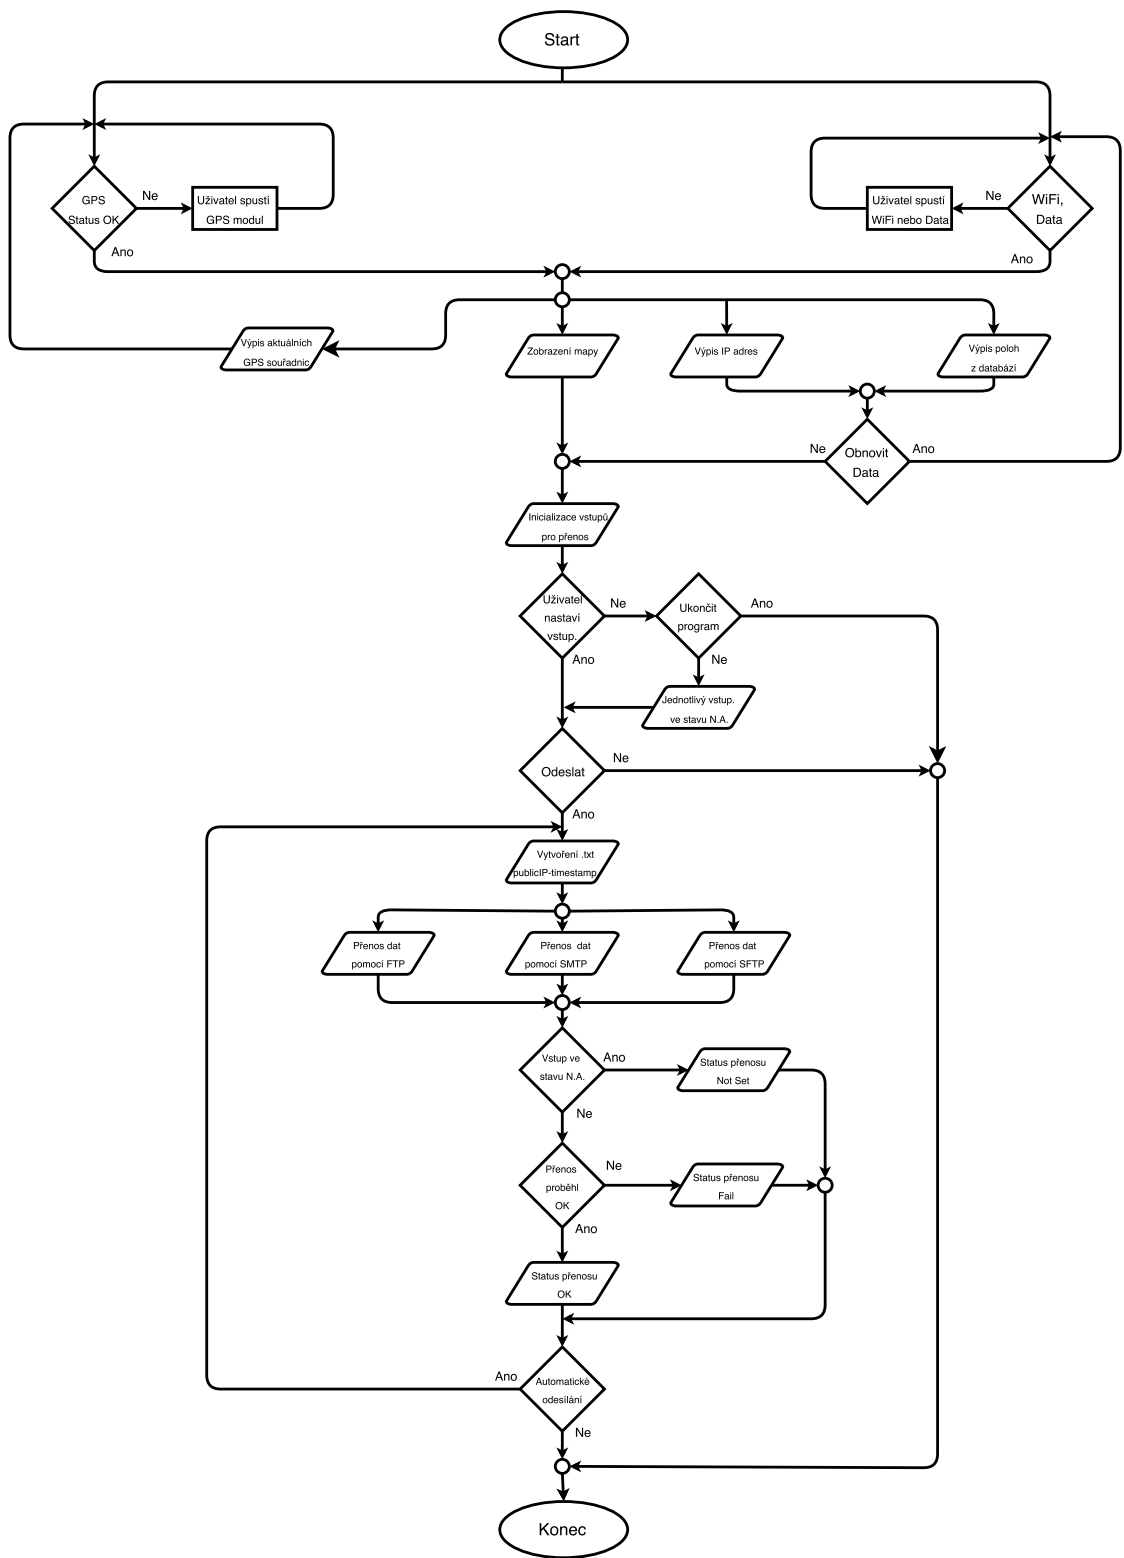 Start
GPS
Status OK
Ne
Uživatel spustí
GPS modul
Ano
Uživatel spustí
WiFi nebo Data
Ne
WiFi,
Data
Ano
Výpis aktuálních
GPS souřadnic
Zobrazení mapy
Výpis IP adres
Výpis poloh
z databází
Ne
Obnovit
Data
Ano
Inicializace vstupů
pro přenos
Uživatel
nastaví
vstup.
Ne
Ukončit
program
Ano
Ano
Ne
Jednotlivý vstup.
ve stavu N.A.
Odeslat
Ne
Ano
Vytvoření .txt
publicIP-timestamp
Přenos dat
pomocí FTP
Přenos dat
pomocí SMTP
Přenos dat
pomocí SFTP
Vstup ve
stavu N.A.
Ano
Status přenosu
Not Set
Ne
Přenos
proběhl
OK
Ne
Status přenosu
Fail
Ano
Status přenosu
OK
Ano
Automatické
odesílání
Ne
Konec